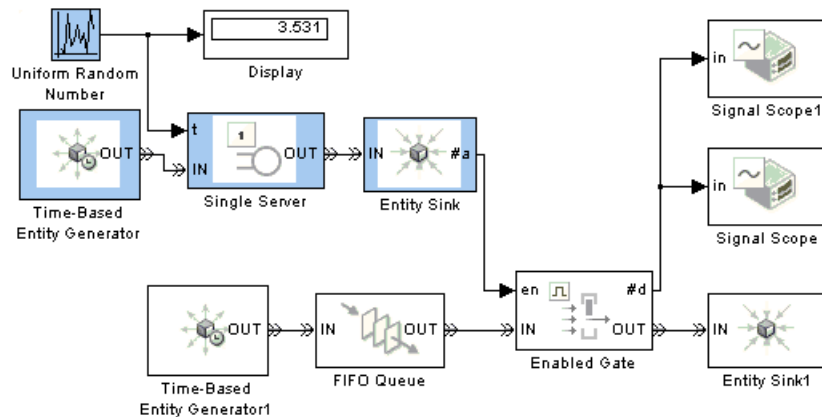 3.531
Display
Uniform Random
Number
in
Signal Scope1
OUT
Time-Based
Entity Generator
t
IN
1
OUT
Single Server
IN
#a
Entity Sink
in
Signal Scope
OUT
Time-Based
Entity Generator1
IN
OUT
FIFO Queue
en
#d
IN
OUT
Enabled Gate
IN
Entity Sink1